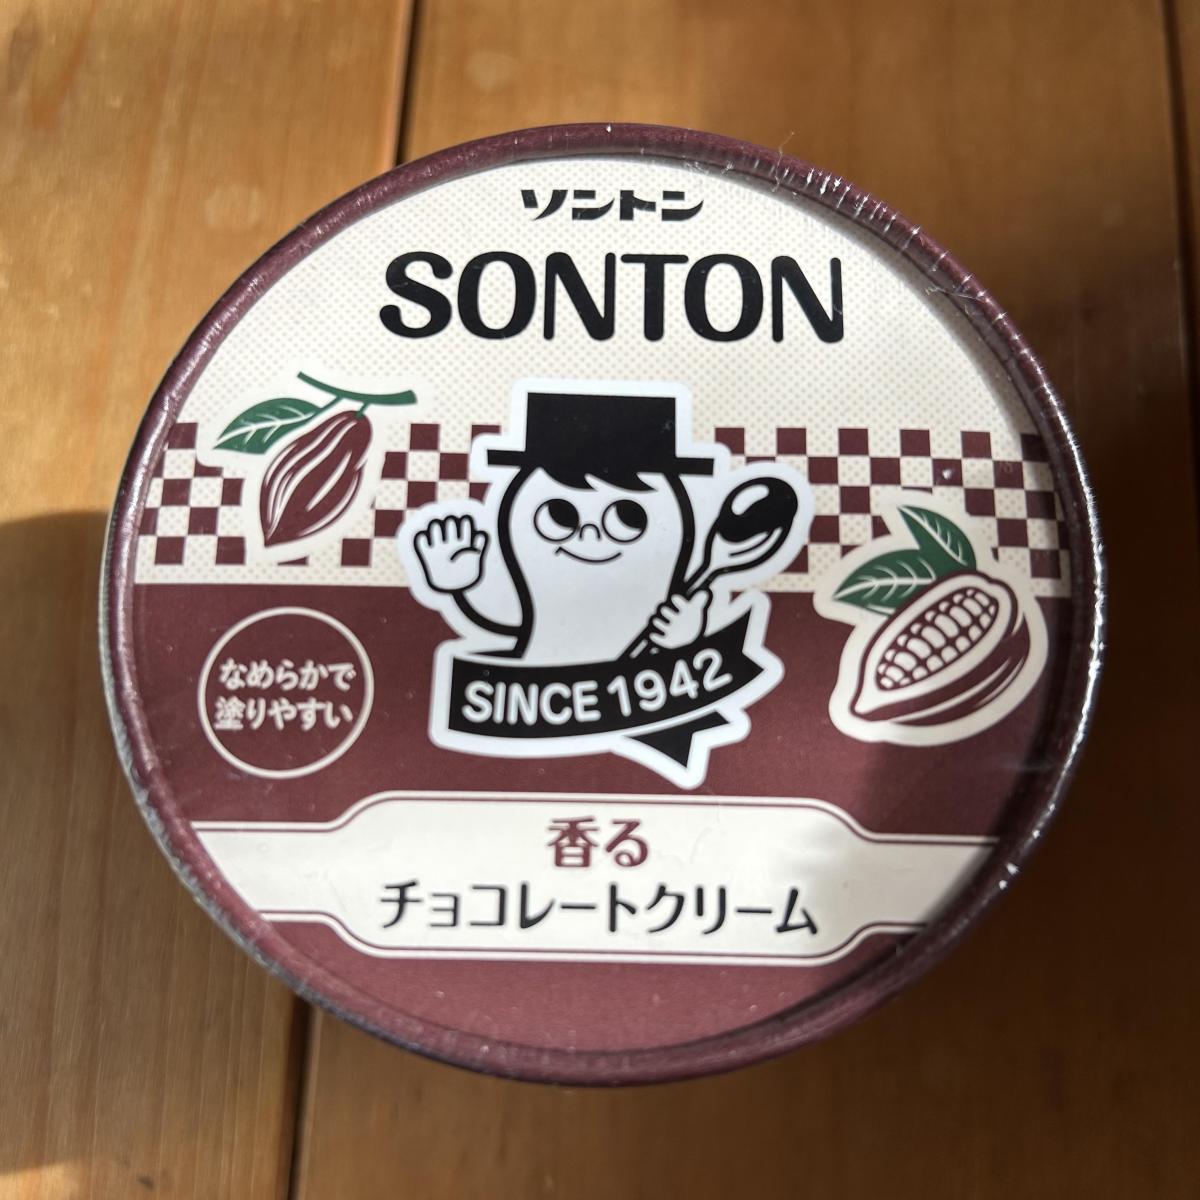 ソントン
SONTON
SINCE 1942
なめらかで
塗りやすい
香る
チョコレートクリーム